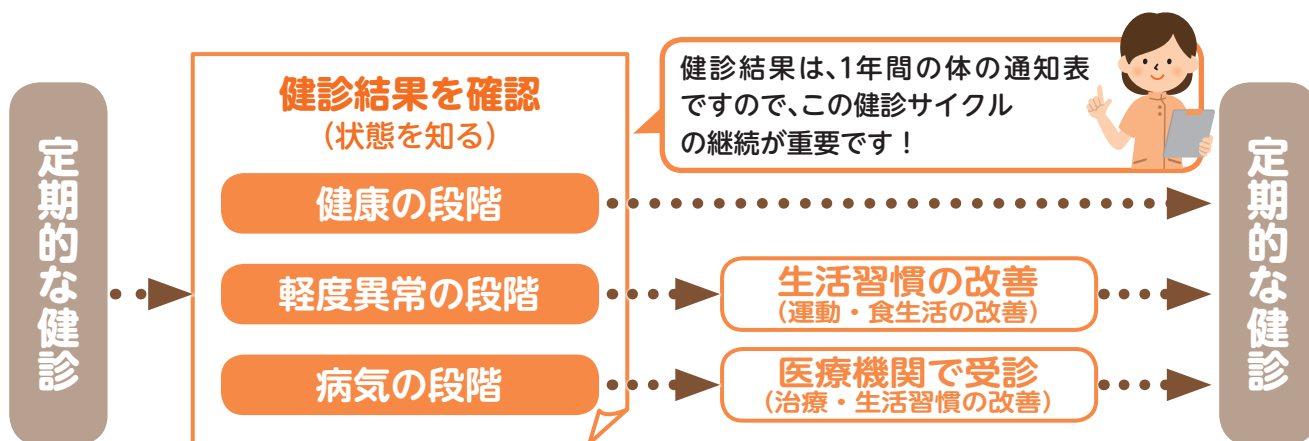 定期的な健診
健診結果を確認
(状態を知る)
健康の段階
軽度異常の段階
病気の段階
健診結果は、1年間の体の通知表
ですので、この健診サイクル
の継続が重要です!
生活習慣の改善
(運動・食生活の改善)
医療機関で受診
(治療・生活習慣の改善)
定期的な健診